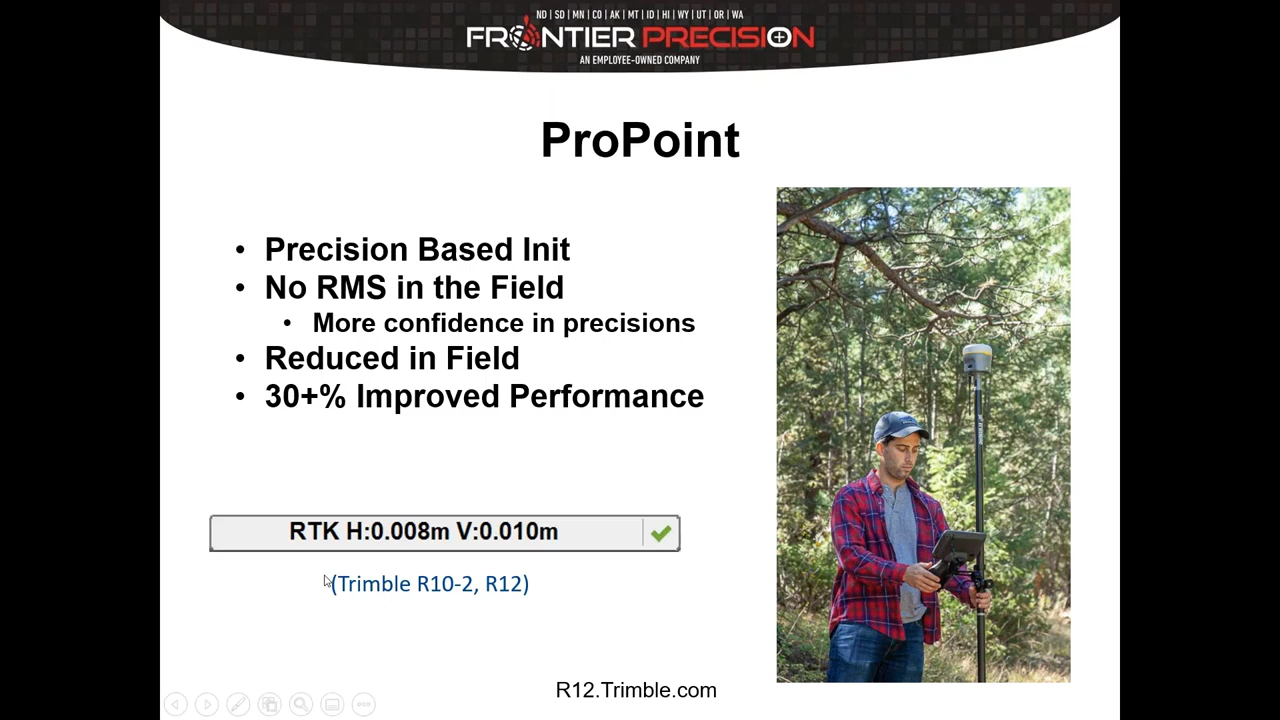 ND | SD | MN | CO | AK | MT | ID | HI | WY | UT | OR | WA
FRONTIER PRECISION
AN EMPLOYEE-OWNED COMPANY
ProPoint
• Precision Based Init
• No RMS in the Field
• More confidence in precisions
• Reduced in Field
• 30+% Improved Performance
RTK H:0.008m V:0.010m
(Trimble R10-2, R12)
R12.Trimble.com